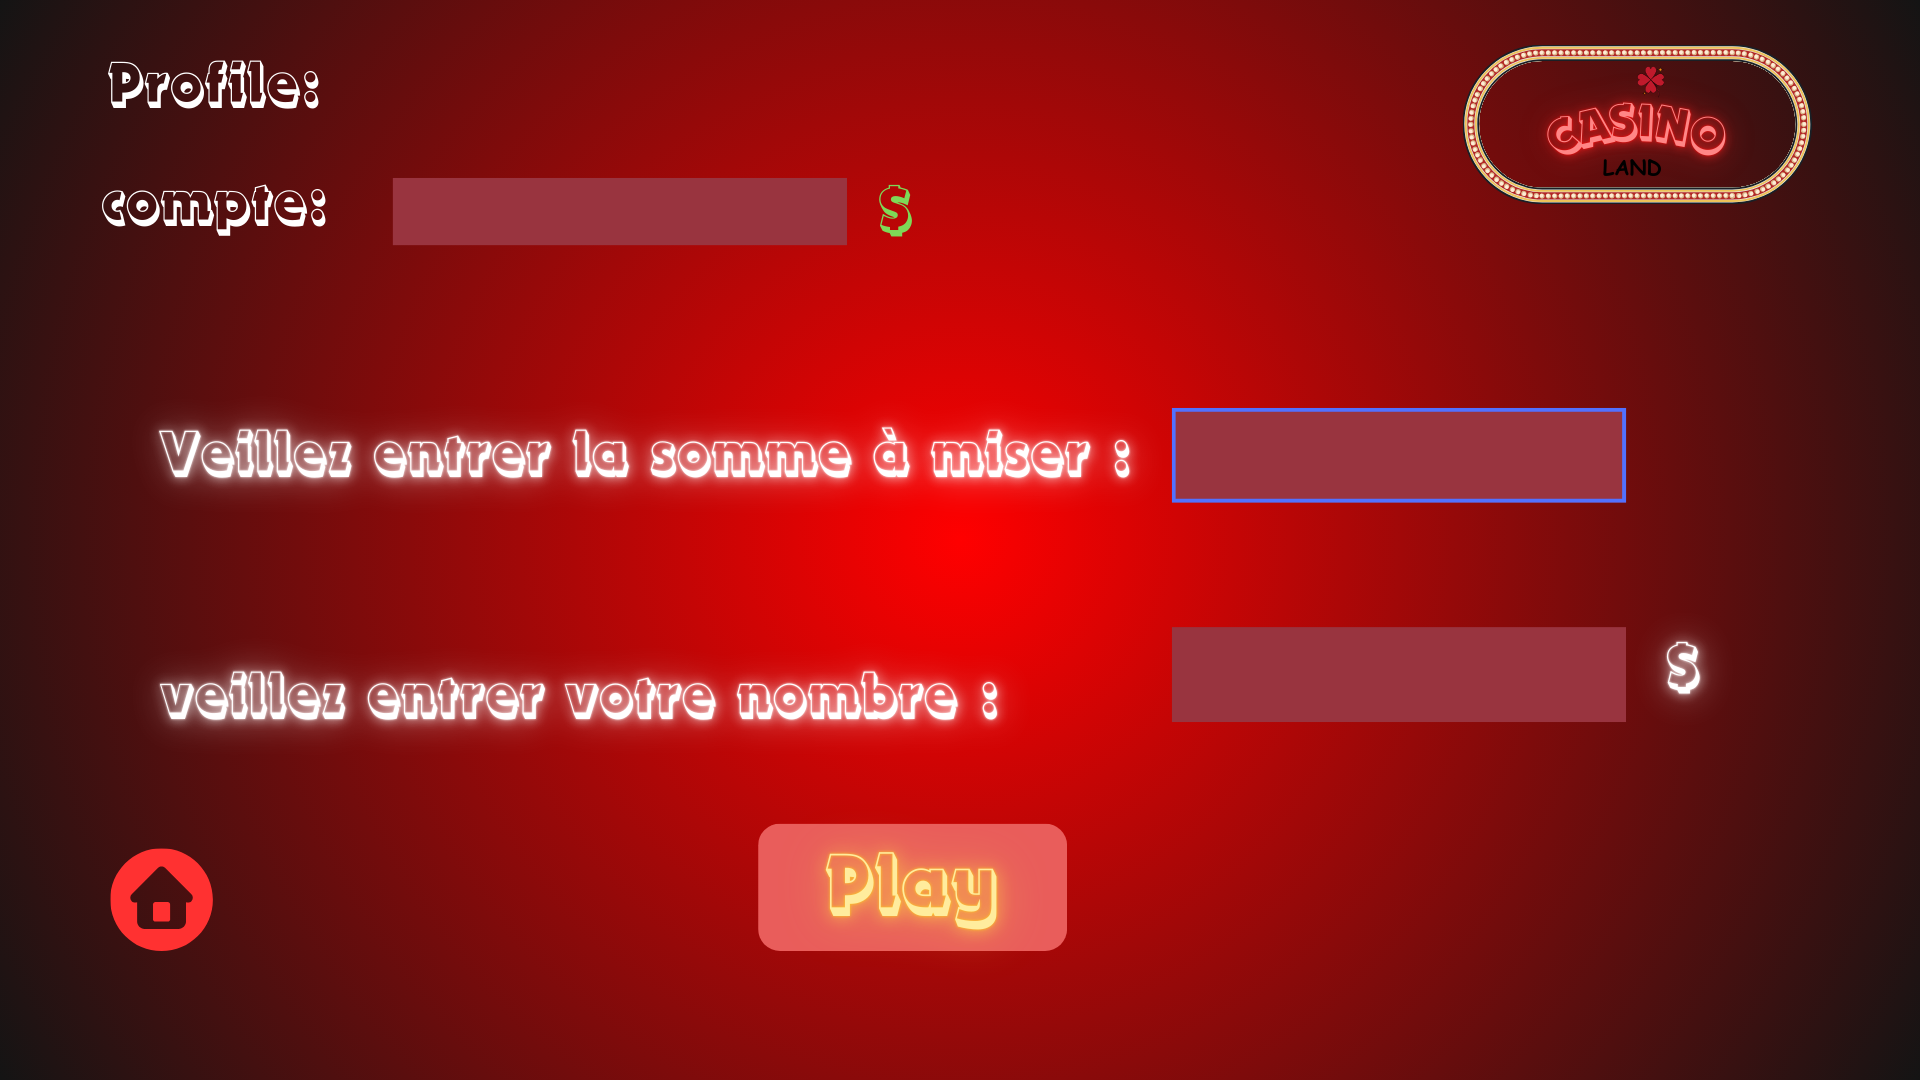 Profile:
CASINO
LAND
compte: $
Veillez entrer la somme à miser :
veillez entrer votre nombre : $
Play